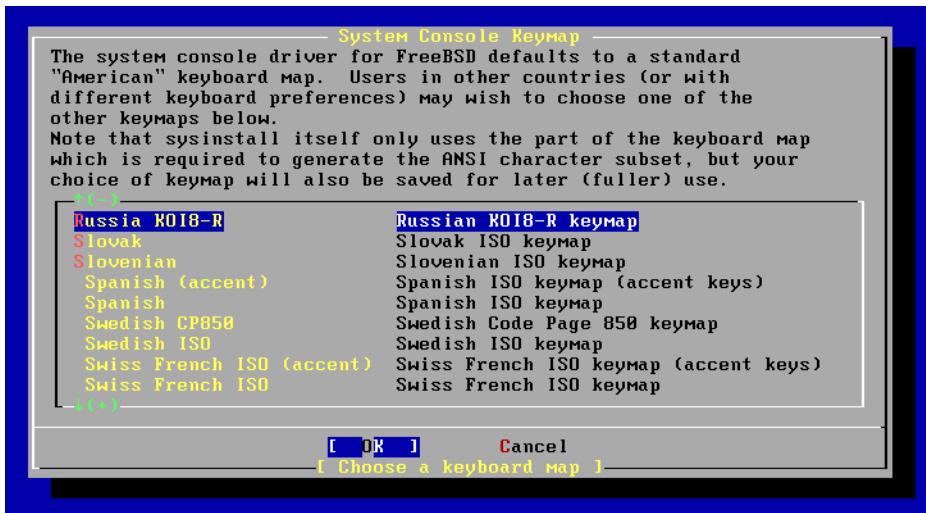 System Console Keymap
The system console driver for FreeBSD defaults to a standard
"American" keyboard map.  Users in other countries (or with
different keyboard preferences) may wish to choose one of the
other keymaps below.
Note that sysinstall itself only uses the part of the keyboard map
which is required to generate the ANSI character subset, but your
choice of keymap will also be saved for later (fuller) use.
↑(-)
Russia KOI8-R Russian KOI8-R keymap
Slovak Slovak ISO keymap
Slovenian Slovenian ISO keymap
Spanish (accent) Spanish ISO keymap (accent keys)
Spanish Spanish ISO keymap
Swedish CP850 Swedish Code Page 850 keymap
Swedish ISO Swedish ISO keymap
Swiss French ISO (accent) Swiss French ISO keymap (accent keys)
Swiss French ISO Swiss French ISO keymap
↓(+)
[ OK ] Cancel
[ Choose a keyboard map ]